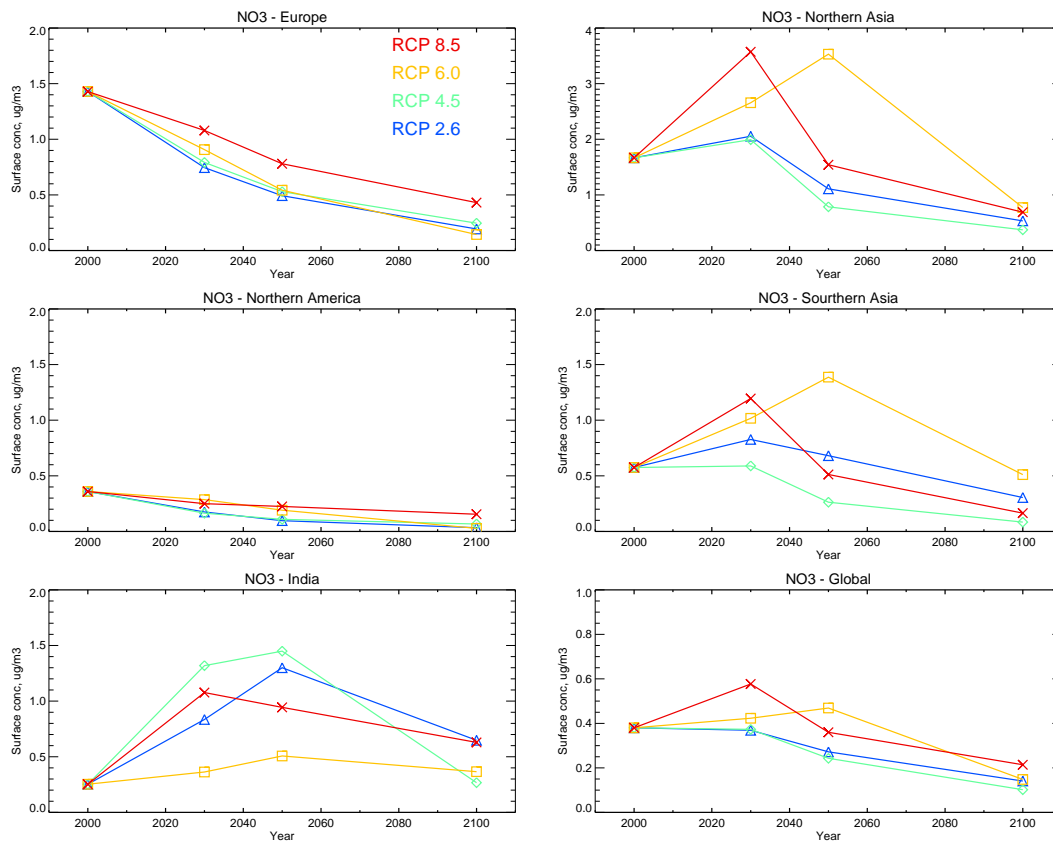 NO3 - Europe
2.0
1.5
1.0
0.5
0.0
Surface conc, ug/m3
2000 2020 2040 2060 2080 2100
Year
RCP 8.5
RCP 6.0
RCP 4.5
RCP 2.6
NO3 - Northern Asia
4
3
2
1
0
Surface conc, ug/m3
2000 2020 2040 2060 2080 2100
Year
NO3 - Northern America
2.0
1.5
1.0
0.5
0.0
Surface conc, ug/m3
2000 2020 2040 2060 2080 2100
Year
NO3 - Sourthern Asia
2.0
1.5
1.0
0.5
0.0
Surface conc, ug/m3
2000 2020 2040 2060 2080 2100
Year
NO3 - India
2.0
1.5
1.0
0.5
0.0
Surface conc, ug/m3
2000 2020 2040 2060 2080 2100
Year
NO3 - Global
1.0
0.8
0.6
0.4
0.2
0.0
Surface conc, ug/m3
2000 2020 2040 2060 2080 2100
Year